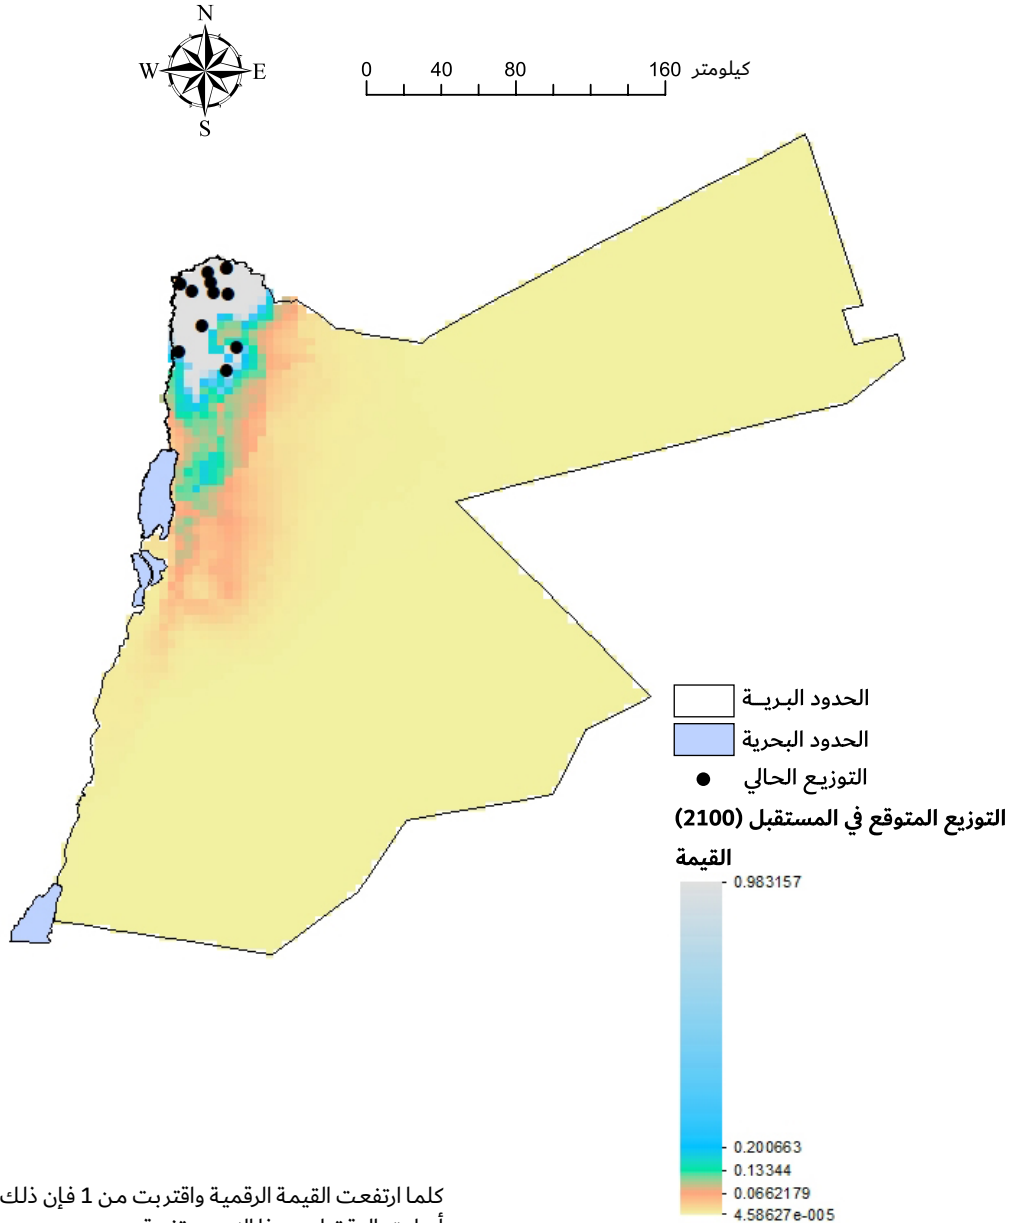 N
W E
S
0 40 80 160 كيلومتر
الحدود البرية
الحدود البحرية
التوزيع الحالي
التوزيع المتوقع في المستقبل (2100)
القيمة
0.983157
0.200663
0.13344
0.0662179
4.58627e-005
كلما ارتفعت القيمة الرقمية واقتربت من 1 فإن ذلك